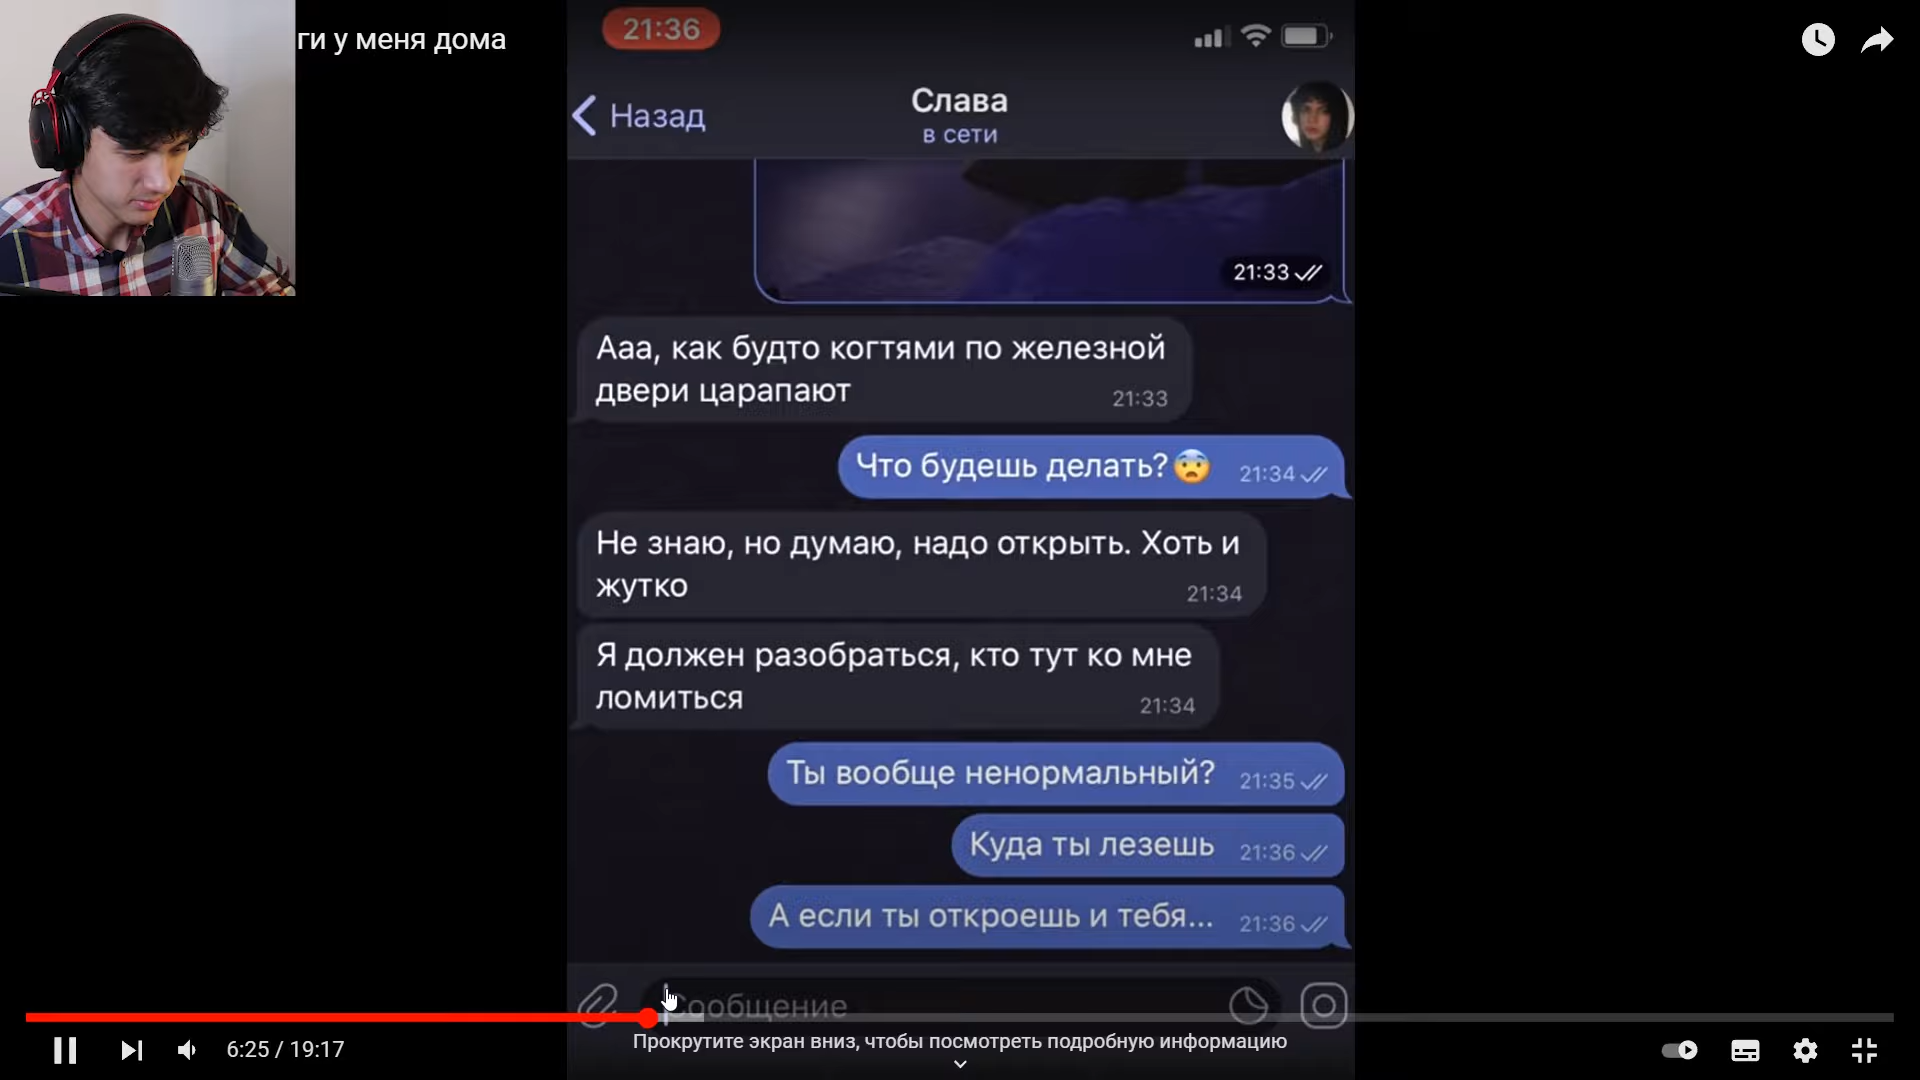 ги у меня дома
21:36
Назад
Слава
в сети
21:33
Ааа, как будто когтями по железной
двери царапают
21:33
Что будешь делать?😨 21:34
Не знаю, но думаю, надо открыть. Хоть и
жутко
21:34
Я должен разобраться, кто тут ко мне
ломиться
21:34
Ты вообще ненормальный? 21:35
Куда ты лезешь 21:36
А если ты откроешь и тебя... 21:36
Сообщение
Прокрутите экран вниз, чтобы посмотреть подробную информацию
6:25 / 19:17